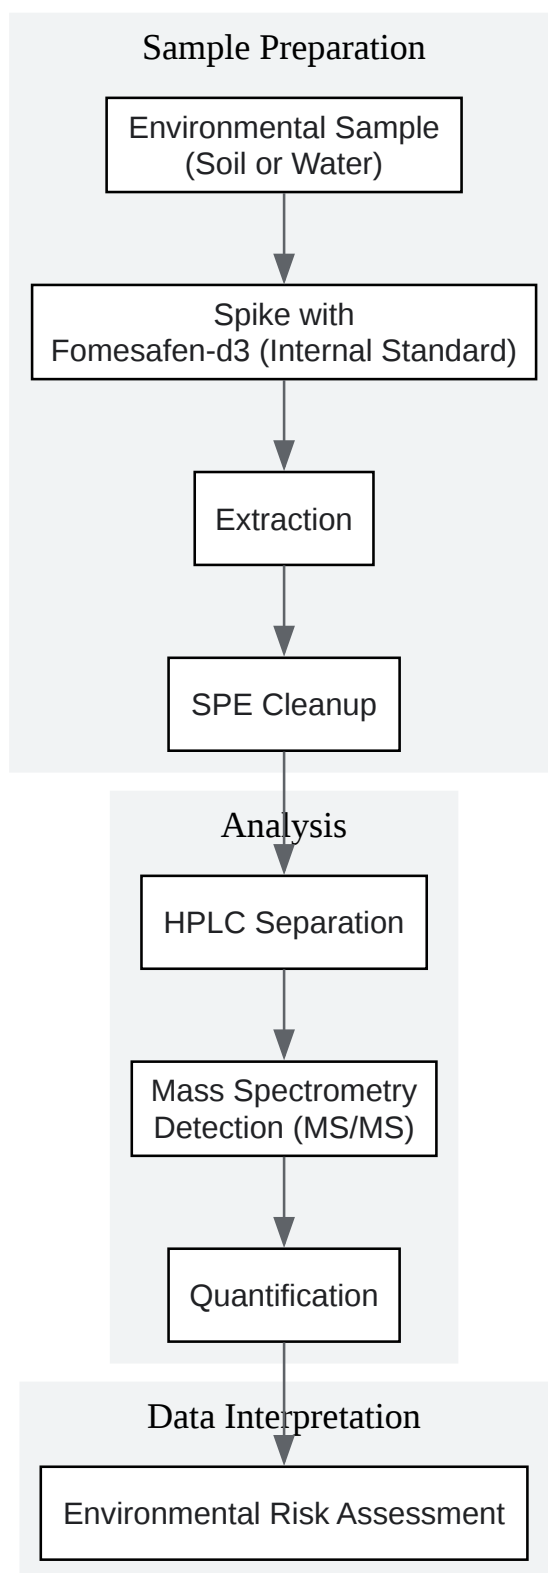 Sample Preparation
Environmental Sample
(Soil or Water)
Spike with
Fomesafen-d3 (Internal Standard)
Extraction
SPE Cleanup
Analysis
HPLC Separation
Mass Spectrometry
Detection (MS/MS)
Quantification
Data Interpretation
Environmental Risk Assessment